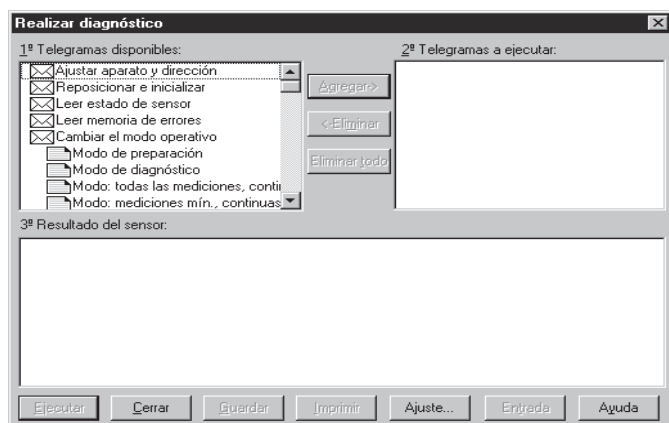 Realizar diagnóstico
1º Telegramas disponibles:
2º Telegramas a ejecutar:
Ajustar aparato y dirección
Reposicionar e inicializar
Leer estado de sensor
Leer memoria de errores
Cambiar el modo operativo
Modo de preparación
Modo de diagnóstico
Modo: todas las mediciones, contin
Modo: mediciones mín., continuas
Agregar->
<-Eliminar
Eliminar todo
3º Resultado del sensor:
Ejecutar
Cerrar
Guardar
Imprimir
Ajuste...
Entrada
Ayuda